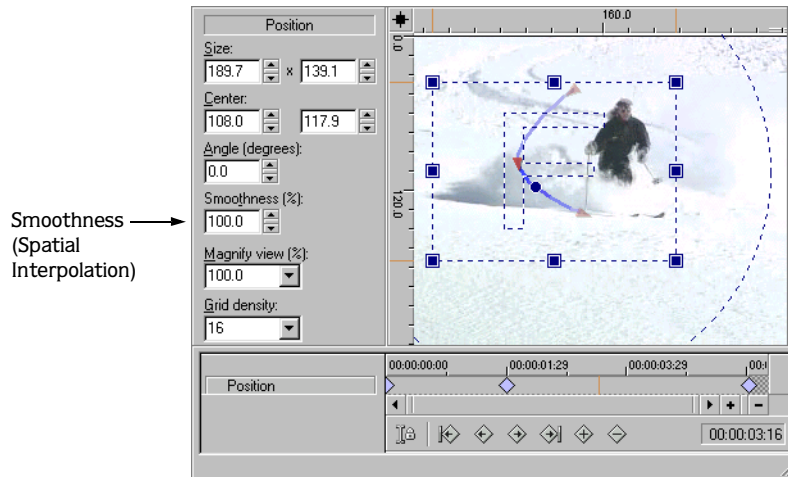 Position
160.0
Size:
189.7 x 139.1
Center:
108.0 117.9
Angle (degrees):
0.0
Smoothness (%):
100.0
Magnify view (%):
100.0
Grid density:
16
0.0
120.0
Smoothness
(Spatial
Interpolation)
00:00:00:00 00:00:01:29 00:00:03:29 00:0
Position
00:00:03:16